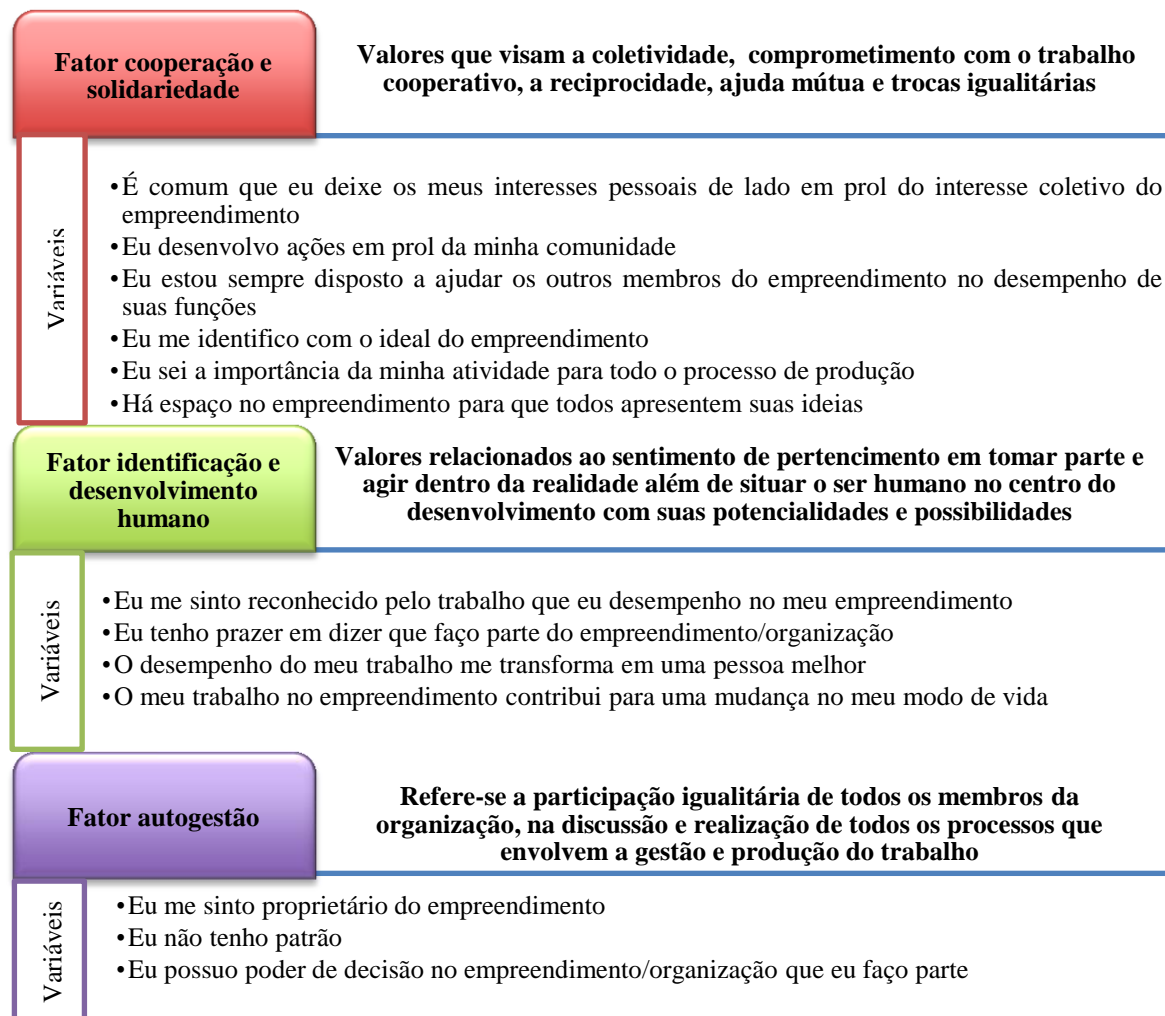 Fator cooperação e
solidariedade
Valores que visam a coletividade, comprometimento com o trabalho
cooperativo, a reciprocidade, ajuda mútua e trocas igualitárias
Variáveis
•É comum que eu deixe os meus interesses pessoais de lado em prol do interesse coletivo do
empreendimento
•Eu desenvolvo ações em prol da minha comunidade
•Eu estou sempre disposto a ajudar os outros membros do empreendimento no desempenho de
suas funções
•Eu me identifico com o ideal do empreendimento
•Eu sei a importância da minha atividade para todo o processo de produção
•Há espaço no empreendimento para que todos apresentem suas ideias
Fator identificação e
desenvolvimento
humano
Valores relacionados ao sentimento de pertencimento em tomar parte e
agir dentro da realidade além de situar o ser humano no centro do
desenvolvimento com suas potencialidades e possibilidades
Variáveis
•Eu me sinto reconhecido pelo trabalho que eu desempenho no meu empreendimento
•Eu tenho prazer em dizer que faço parte do empreendimento/organização
•O desempenho do meu trabalho me transforma em uma pessoa melhor
•O meu trabalho no empreendimento contribui para uma mudança no meu modo de vida
Fator autogestão
Refere-se a participação igualitária de todos os membros da
organização, na discussão e realização de todos os processos que
envolvem a gestão e produção do trabalho
Variáveis
•Eu me sinto proprietário do empreendimento
•Eu não tenho patrão
•Eu possuo poder de decisão no empreendimento/organização que eu faço parte